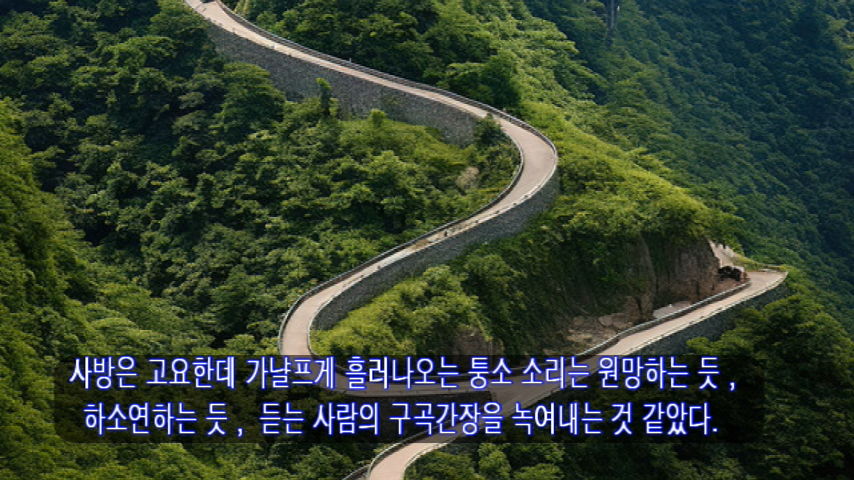 사방은 고요한데 가냘프게 흘러나오는 퉁소 소리는 원망하는 듯 ,
하소연하는 듯 , 듣는 사람의 구곡간장을 녹여내는 것 같았다.